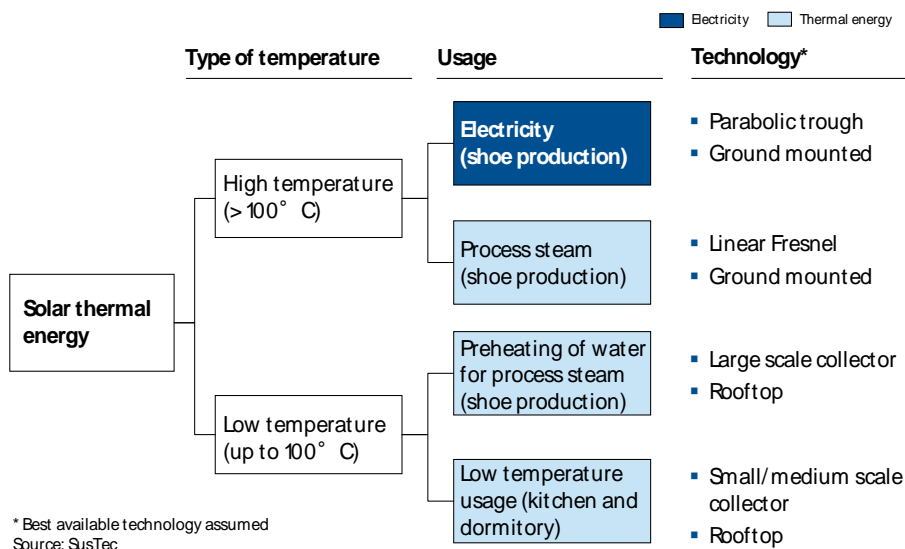 Electricity
Thermal energy
Type of temperature
Usage
Technology*
Electricity
(shoe production)
▪ Parabolic trough
▪ Ground mounted
High temperature
(> 100° C)
Process steam
(shoe production)
▪ Linear Fresnel
▪ Ground mounted
Solar thermal
energy
Preheating of water
for process steam
(shoe production)
▪ Large scale collector
▪ Rooftop
Low temperature
(up to 100° C)
Low temperature
usage (kitchen and
dormitory)
▪ Small/medium scale
collector
▪ Rooftop
* Best available technology assumed
Source: SusTec